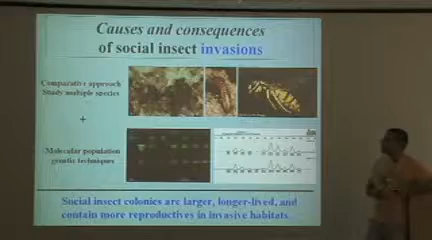 Causes and consequences
of social insect invasions
Comparative approach
Study multiple species
+
Molecular population
genetic techniques
Social insect colonies are larger, longer-lived, and
contain more reproductives in invasive habitats